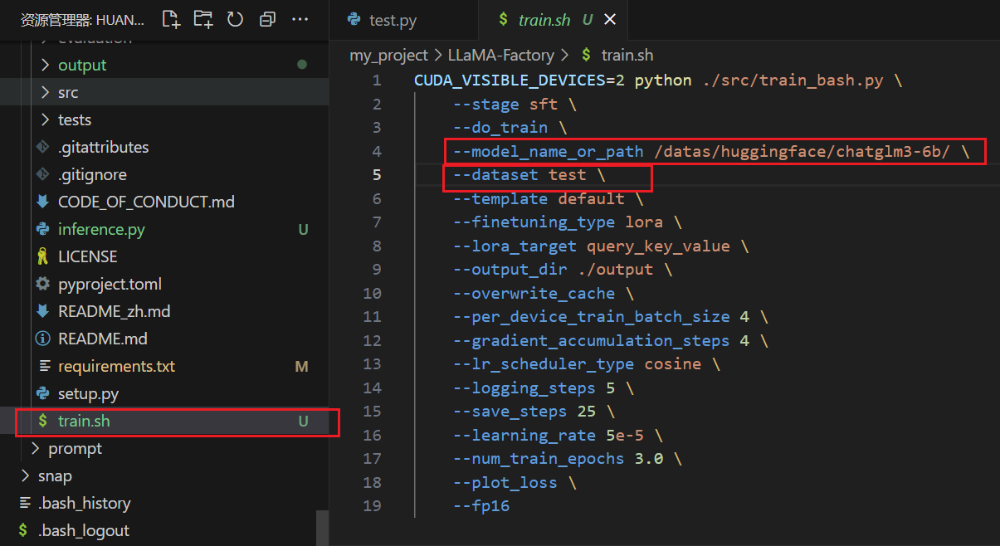 资源管理器: HUAN...
evaluation
output
src
tests
.gitattributes
.gitignore
CODE_OF_CONDUCT.md
inference.py U
LICENSE
pyproject.toml
README_zh.md
README.md
requirements.txt M
setup.py
train.sh U
prompt
snap
.bash_history
.bash_logout
test.py
train.sh U
my_project > LLaMA-Factory > $ train.sh
1 CUDA_VISIBLE_DEVICES=2 python ./src/train_bash.py \
2 --stage sft \
3 --do_train \
4 --model_name_or_path /datas/huggingface/chatglm3-6b/ \
5 --dataset test \
6 --template default \
7 --finetuning_type lora \
8 --lora_target query_key_value \
9 --output_dir ./output \
10 --overwrite_cache \
11 --per_device_train_batch_size 4 \
12 --gradient_accumulation_steps 4 \
13 --lr_scheduler_type cosine \
14 --logging_steps 5 \
15 --save_steps 25 \
16 --learning_rate 5e-5 \
17 --num_train_epochs 3.0 \
18 --plot_loss \
19 --fp16